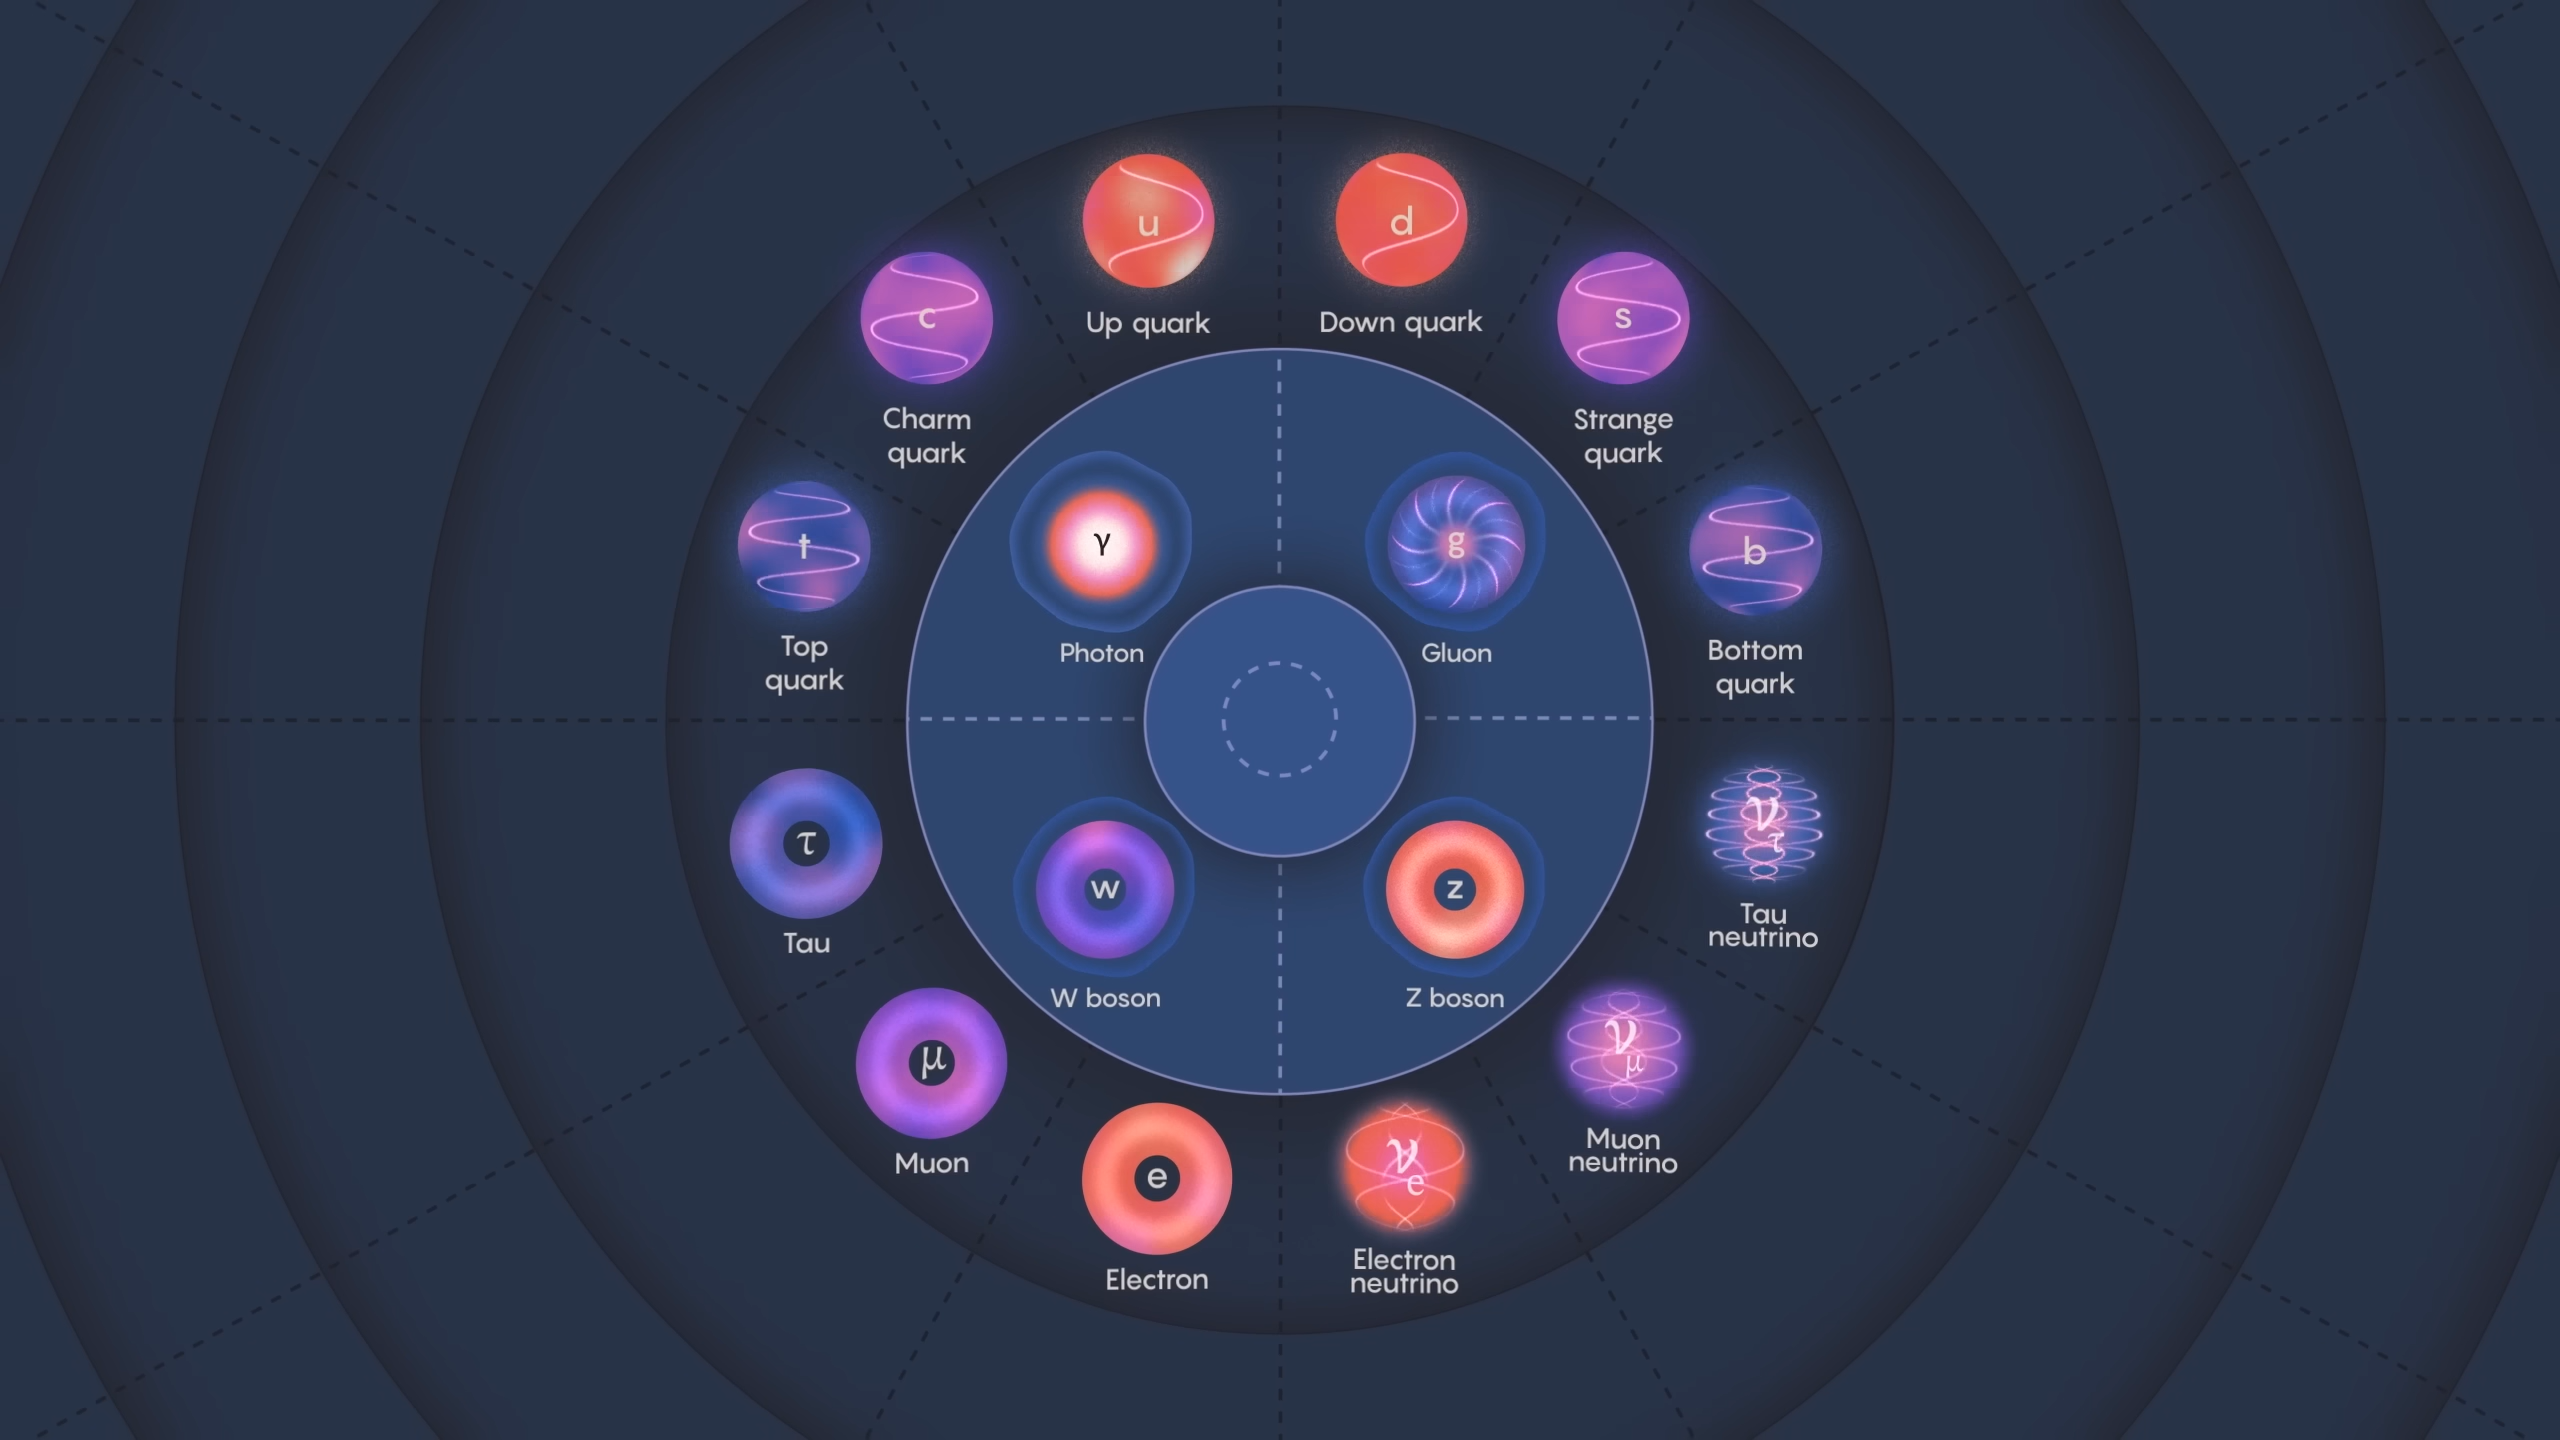 u
Up quark
d
Down quark
c
Charm
quark
s
Strange
quark
t
Top
quark
γ
Photon
g
Gluon
b
Bottom
quark
τ
Tau
w
W boson
z
Z boson
ν
τ
Tau
neutrino
μ
Muon
ν
μ
Muon
neutrino
e
Electron
ν
e
Electron
neutrino